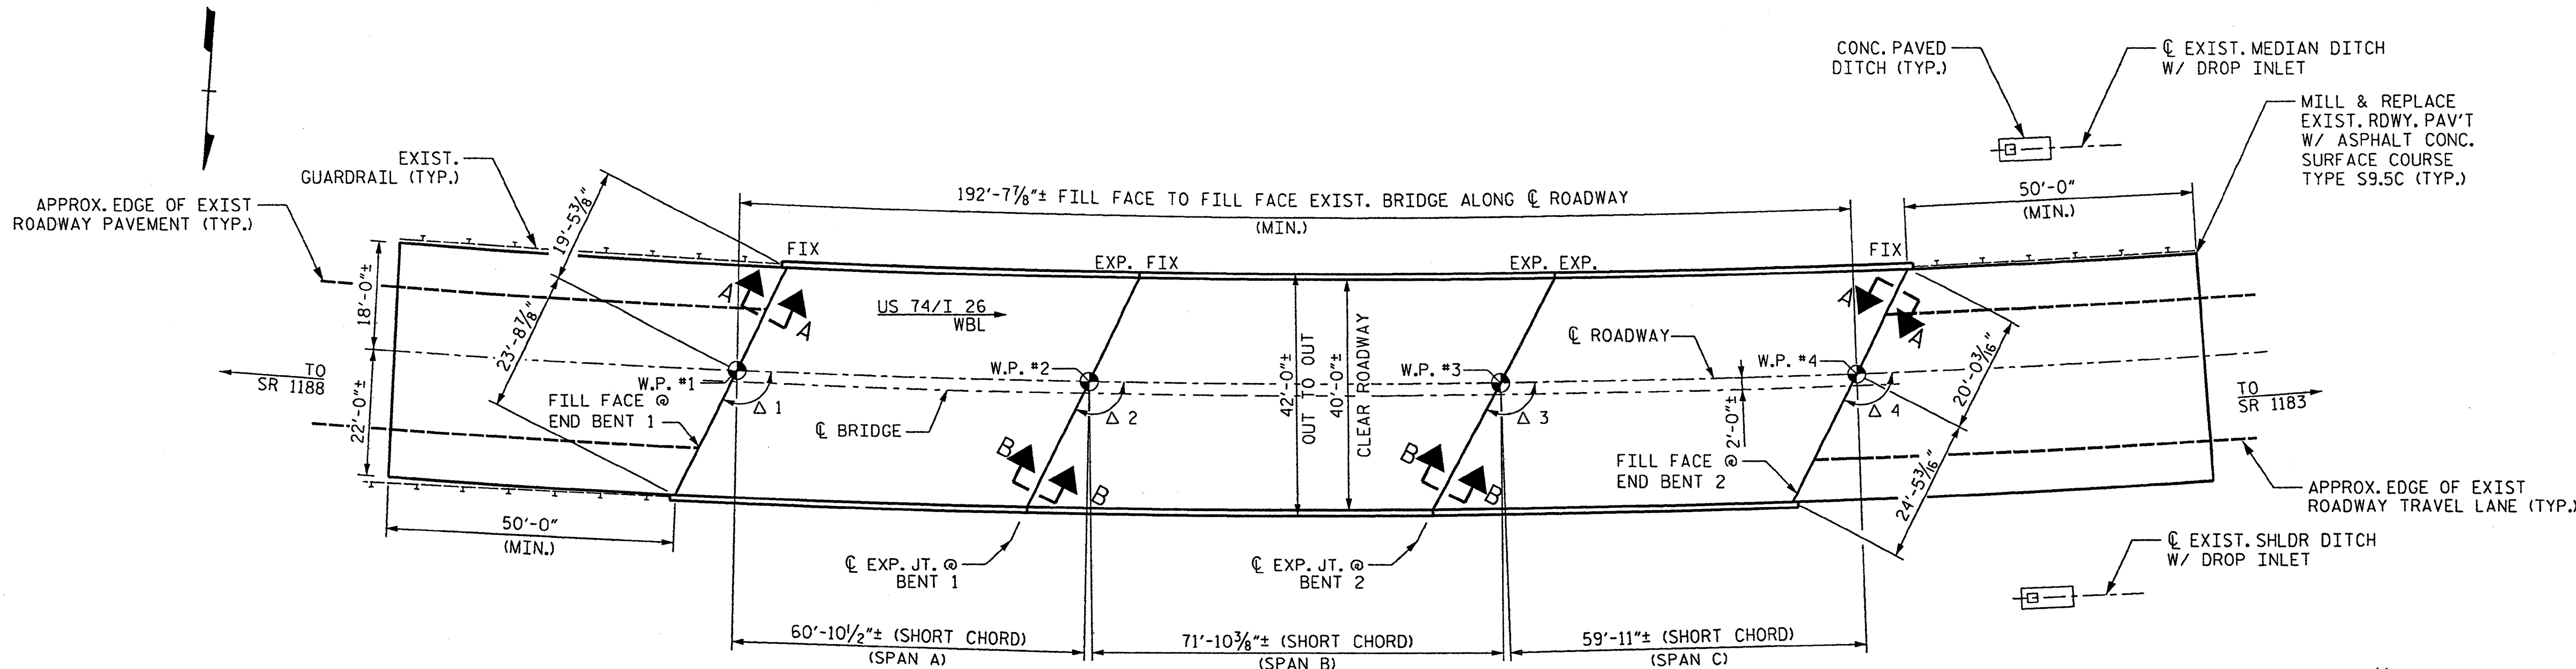 CONC. PAVED
DITCH (TYP.)
℄ EXIST. MEDIAN DITCH
W/ DROP INLET
MILL & REPLACE
EXIST. RDWY. PAV'T
W/ ASPHALT CONC.
SURFACE COURSE
TYPE S9.5C (TYP.)
EXIST.
GUARDRAIL (TYP.)
APPROX. EDGE OF EXIST
ROADWAY PAVEMENT (TYP.)
19'-5⅜"
192'-7⅞"± FILL FACE TO FILL FACE EXIST. BRIDGE ALONG ℄ ROADWAY
(MIN.)
50'-0"
(MIN.)
FIX
EXP. FIX
EXP. EXP.
FIX
18'-0"±
23'-8⅞"
A
A
US 74/I 26
WBL
A
A
42'-0"±
OUT TO OUT
40'-0"±
CLEAR ROADWAY
℄ ROADWAY
TO
SR 1188
22'-0"±
W.P. #1
W.P. #2
W.P. #3
W.P. #4
20'-0³⁄₁₆"
TO
SR 1183
FILL FACE @
END BENT 1
Δ 1
Δ 2
Δ 3
Δ 4
2'-0"±
℄ BRIDGE
B
B
B
B
FILL FACE @
END BENT 2
24'-5³⁄₁₆"
APPROX. EDGE OF EXIST
ROADWAY TRAVEL LANE (TYP.)
50'-0"
(MIN.)
℄ EXP. JT. @
BENT 1
℄ EXP. JT. @
BENT 2
℄ EXIST. SHLDR DITCH
W/ DROP INLET
60'-10½"± (SHORT CHORD)
(SPAN A)
71'-10⅜"± (SHORT CHORD)
(SPAN B)
59'-11"± (SHORT CHORD)
(SPAN C)